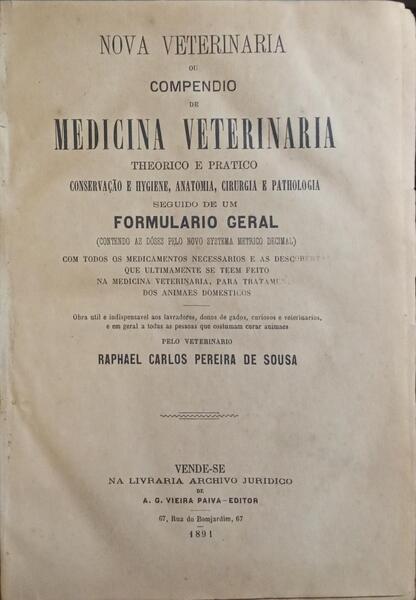 NOVA VETERINARIA
OU
COMPENDIO
DE
MEDICINA VETERINARIA
THEORICO E PRATICO
CONSERVAÇÃO E HYGIENE, ANATOMIA, CIRURGIA E PATHOLOGIA
SEGUIDO DE UM
FORMULARIO GERAL
(CONTENDO AS DÓSES PELO NOVO SYSTEMA METRICO DECIMAL)
COM TODOS OS MEDICAMENTOS NECESSARIOS E AS
QUE ULTIMAMENTE SE TEEM FEITO
NA MEDICINA VETERINARIA, PARA
DOS ANIMAES DOMESTICOS
Obra util e indispensavel aos lavradores, donos de gados, curiosos e veterinarios,
e em geral a todas as pessoas que costumam curar animaes
PELO VETERINARIO
RAPHAEL CARLOS PEREIRA DE SOUSA
VENDE-SE
NA LIVRARIA ARCHIVO JURIDICO
DE
A. G. VIEIRA PAIVA-EDITOR
67, Rua do Bomjardim, 67
1891